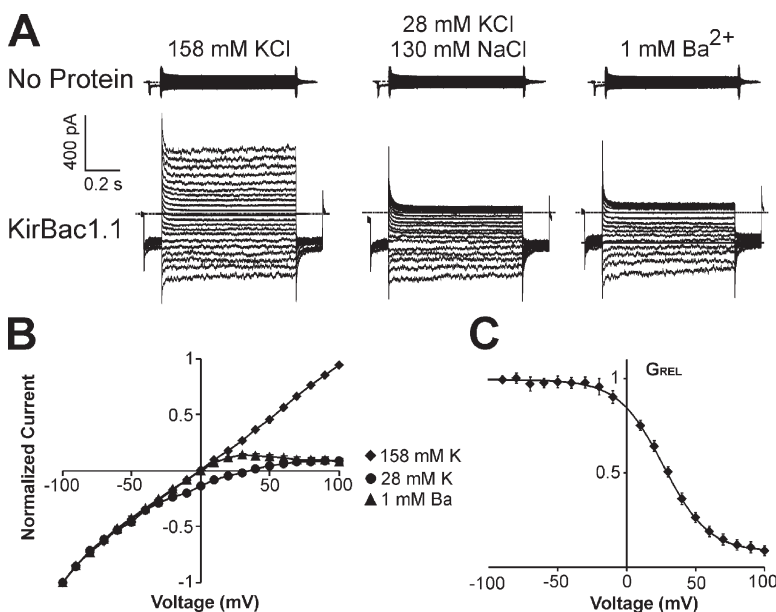 A
158 mM KCl
28 mM KCl
130 mM NaCl
1 mM Ba2+
No Protein
400 pA
0.2 s
KirBac1.1
B
Normalized Current
1
0.5
-100
-50
50
100
-0.5
-1
Voltage (mV)
158 mM K
28 mM K
1 mM Ba
C
GREL
1
0.5
-100
-50
0
50
100
Voltage (mV)